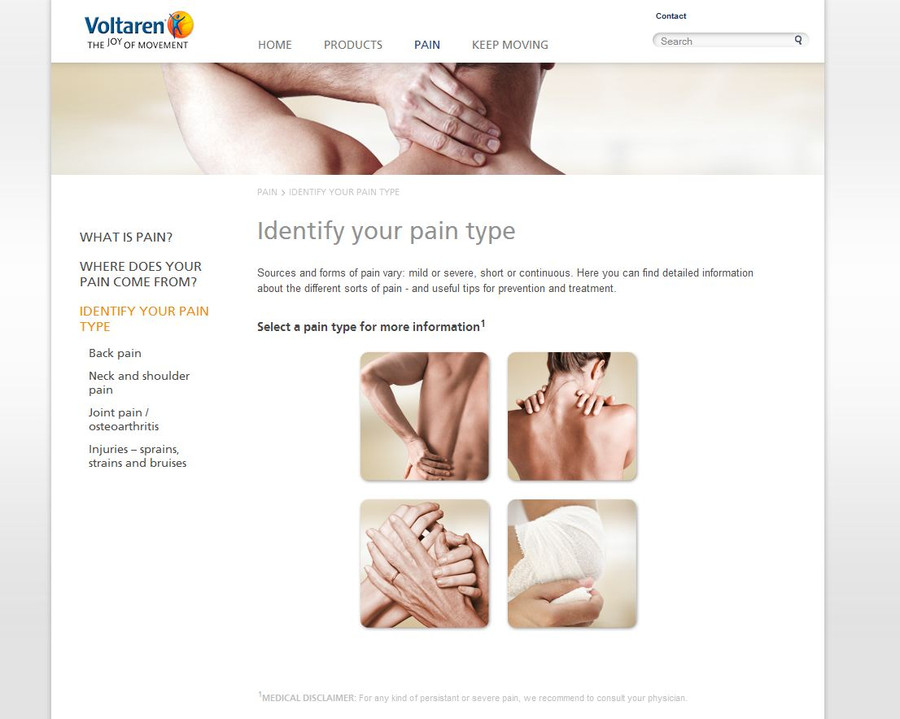 Voltaren
THE JOY OF MOVEMENT
HOME
PRODUCTS
PAIN
KEEP MOVING
Contact
Search
PAIN > IDENTIFY YOUR PAIN TYPE
WHAT IS PAIN?
WHERE DOES YOUR
PAIN COME FROM?
IDENTIFY YOUR PAIN
TYPE
Back pain
Neck and shoulder
pain
Joint pain /
osteoarthritis
Injuries – sprains,
strains and bruises
Identify your pain type
Sources and forms of pain vary: mild or severe, short or continuous. Here you can find detailed information
about the different sorts of pain - and useful tips for prevention and treatment.
Select a pain type for more information¹
¹MEDICAL DISCLAIMER: For any kind of persistant or severe pain, we recommend to consult your physician.